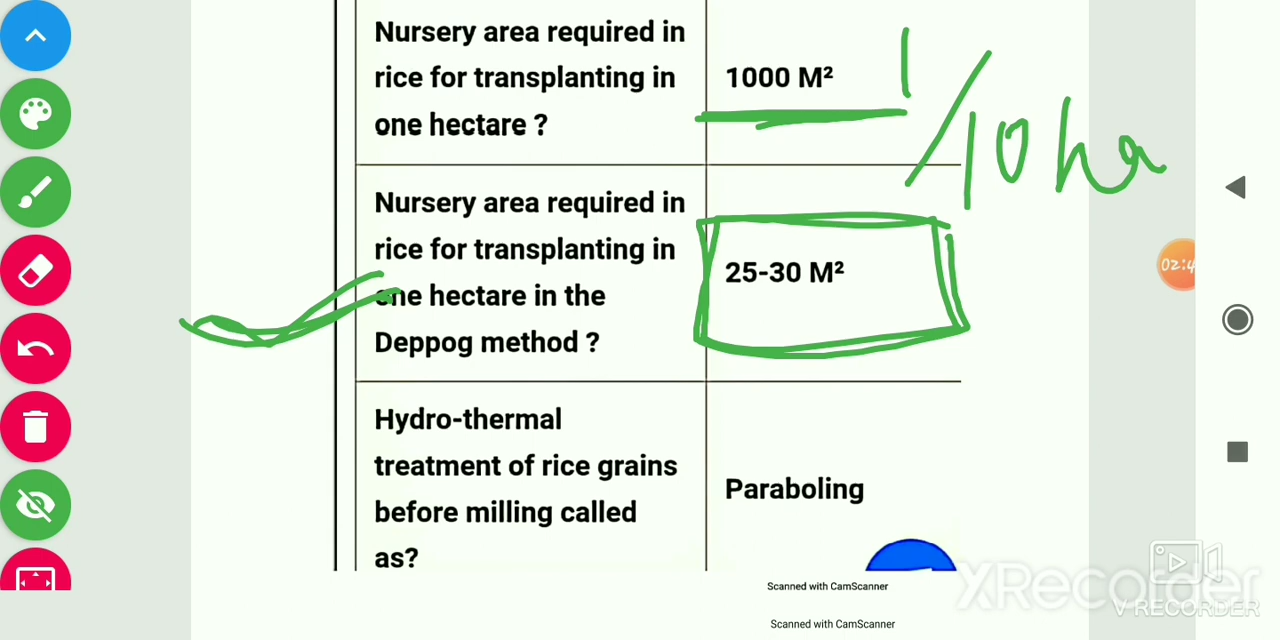 Nursery area required in
rice for transplanting in
one hectare ?
1000 M²
1/10 ha
Nursery area required in
rice for transplanting in
one hectare in the
Deppog method ?
25-30 M²
Hydro-thermal
treatment of rice grains
before milling called
as?
Paraboling
02:4
Scanned with CamScanner
Scanned with CamScanner
XRecorder
V RECORDER